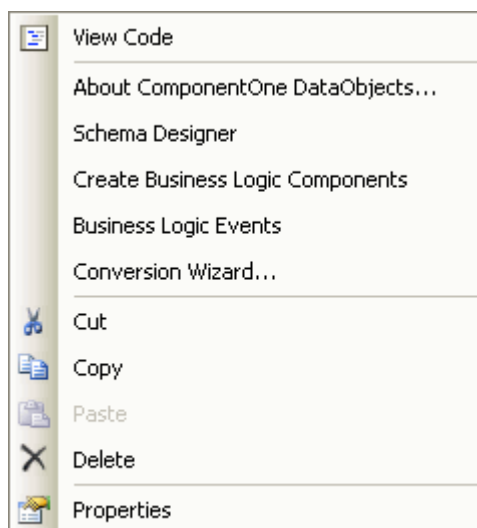 View Code
About ComponentOne DataObjects...
Schema Designer
Create Business Logic Components
Business Logic Events
Conversion Wizard...
Cut
Copy
Paste
Delete
Properties